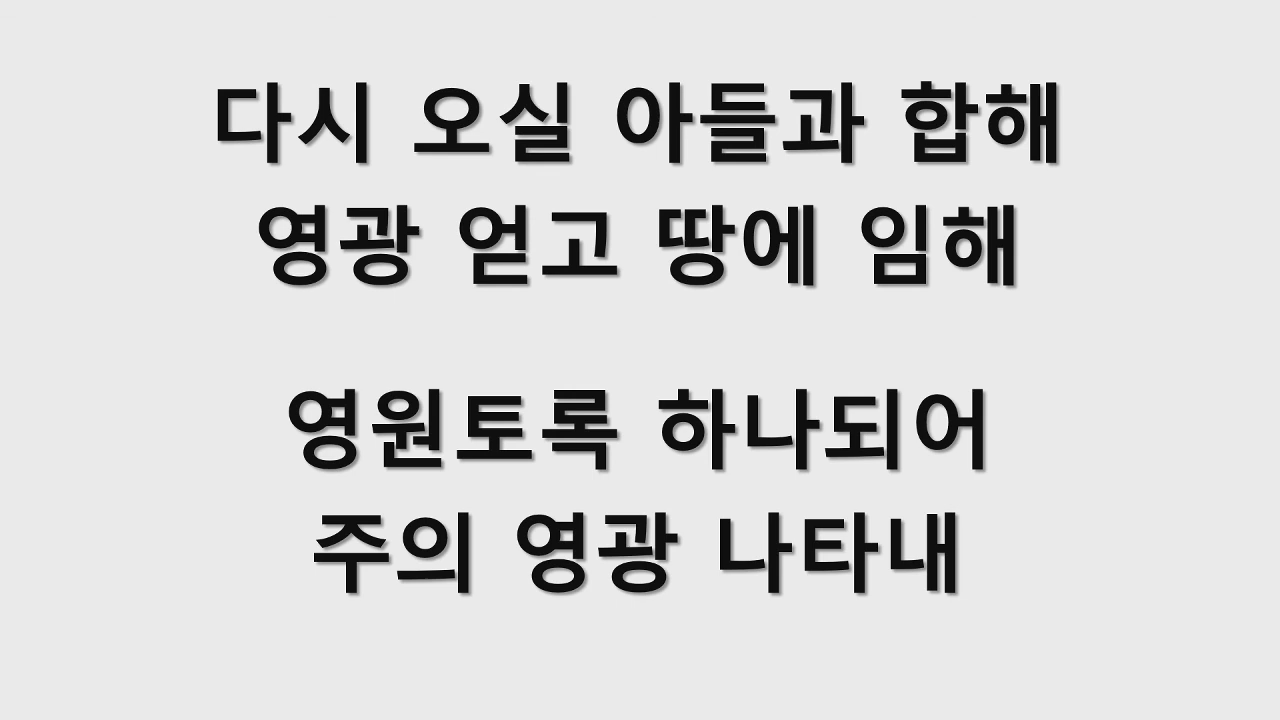 다시 오실 아들과 합해
영광 얻고 땅에 임해
영원토록 하나되어
주의 영광 나타내